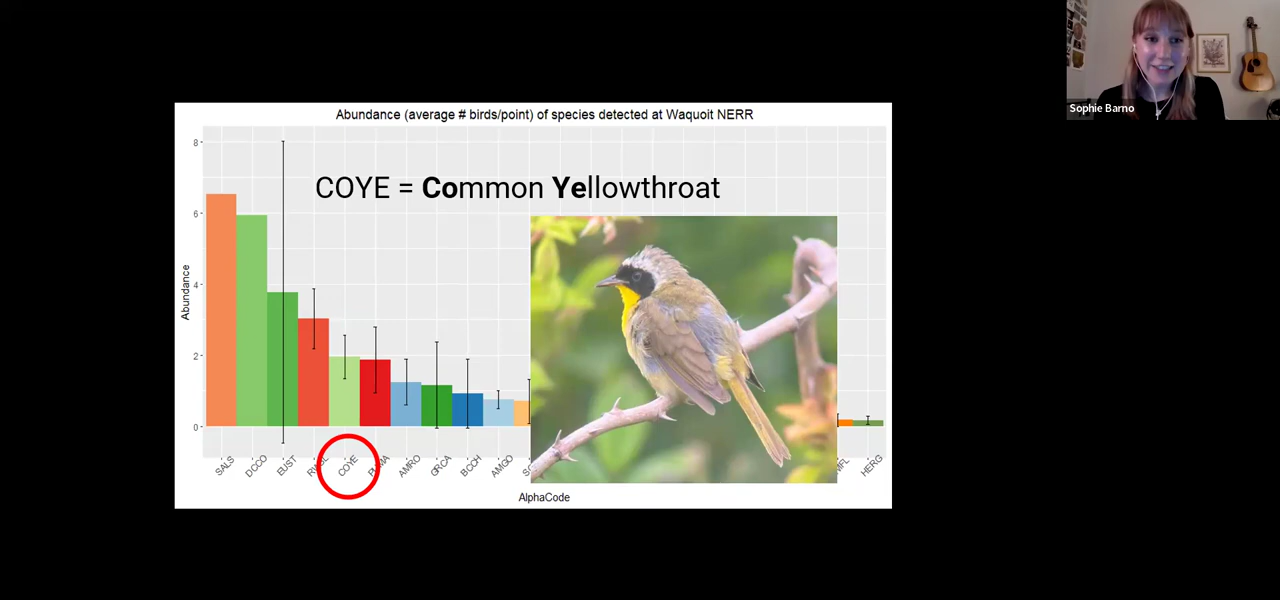 Sophie Barno
Abundance (average # birds/point) of species detected at Waquoit NERR
COYE = Common Yellowthroat
Abundance
8
6
4
2
0
SALS
DCCO
EUST
COYE
AMRO
GRCA
BCCH
AMGO
HERG
AlphaCode